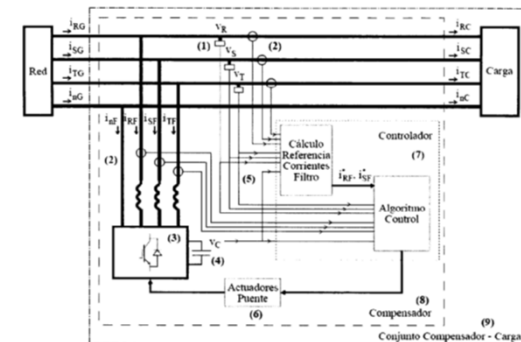 i_RG
v_R
i_RC
(1)
(2)
i_SG
v_S
i_SC
Red
Carga
i_TG
v_T
i_TC
i_nG
i_nC
i_nF i_RF i_SF i_TF
Cálculo
Referencia
Corrientes
Filtro
Controlador
(7)
(2)
(5)
i*_RF, i*_SF
Algoritmo
Control
(3)
v_C
(4)
Actuadores
Puente
(6)
(8)
Compensador
(9)
Conjunto Compensador - Carga